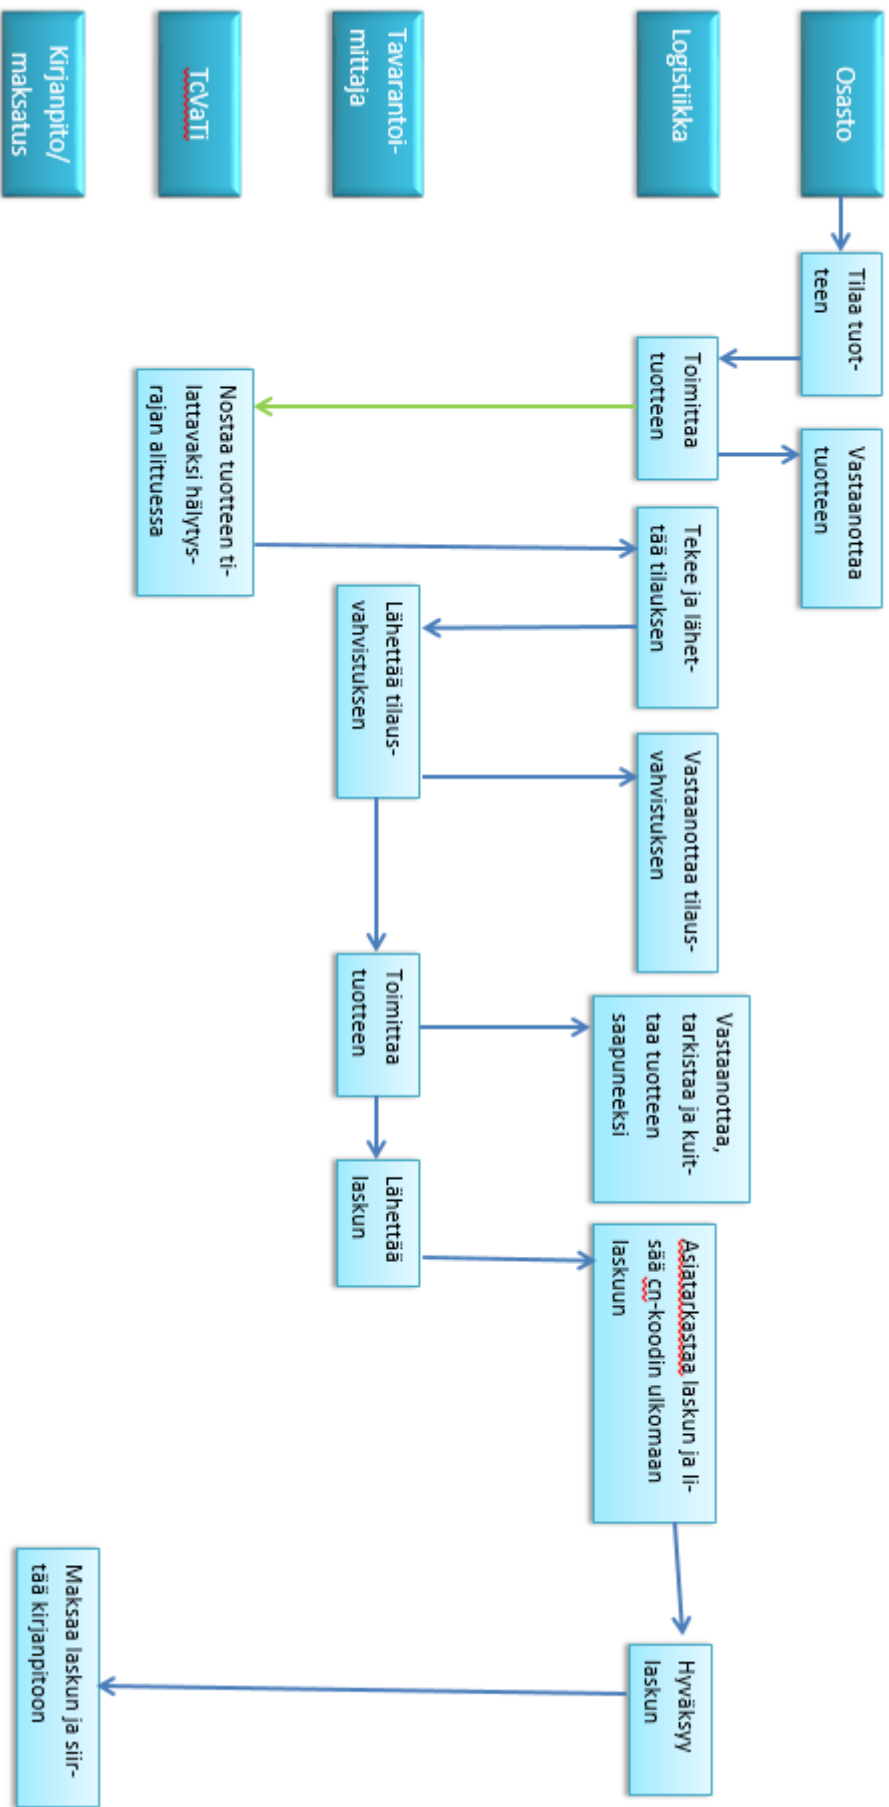 Osasto
Tilaa tuot-
teen
Vastaanottaa
tuotteen
Logistiikka
Toimittaa
tuotteen
Tekee ja lähet-
tää tilauksen
Vastaanottaa tilaus-
vahvistuksen
Vastaanottaa,
tarkistaa ja kuit-
taa tuotteen
saapuneeksi
Asiatarkastaa laskun ja li-
sää cn-koodin ulkomaan
laskuun
Hyväksyy
laskun
Tavarantoi-
mittaja
Lähettää tilaus-
vahvistuksen
Toimittaa
tuotteen
Lähettää
laskun
TcVaTi
Nostaa tuotteen ti-
lattavaksi hälytys-
rajan alittuessa
Kirjanpito/
maksatus
Maksaa laskun ja siir-
tää kirjanpitoon